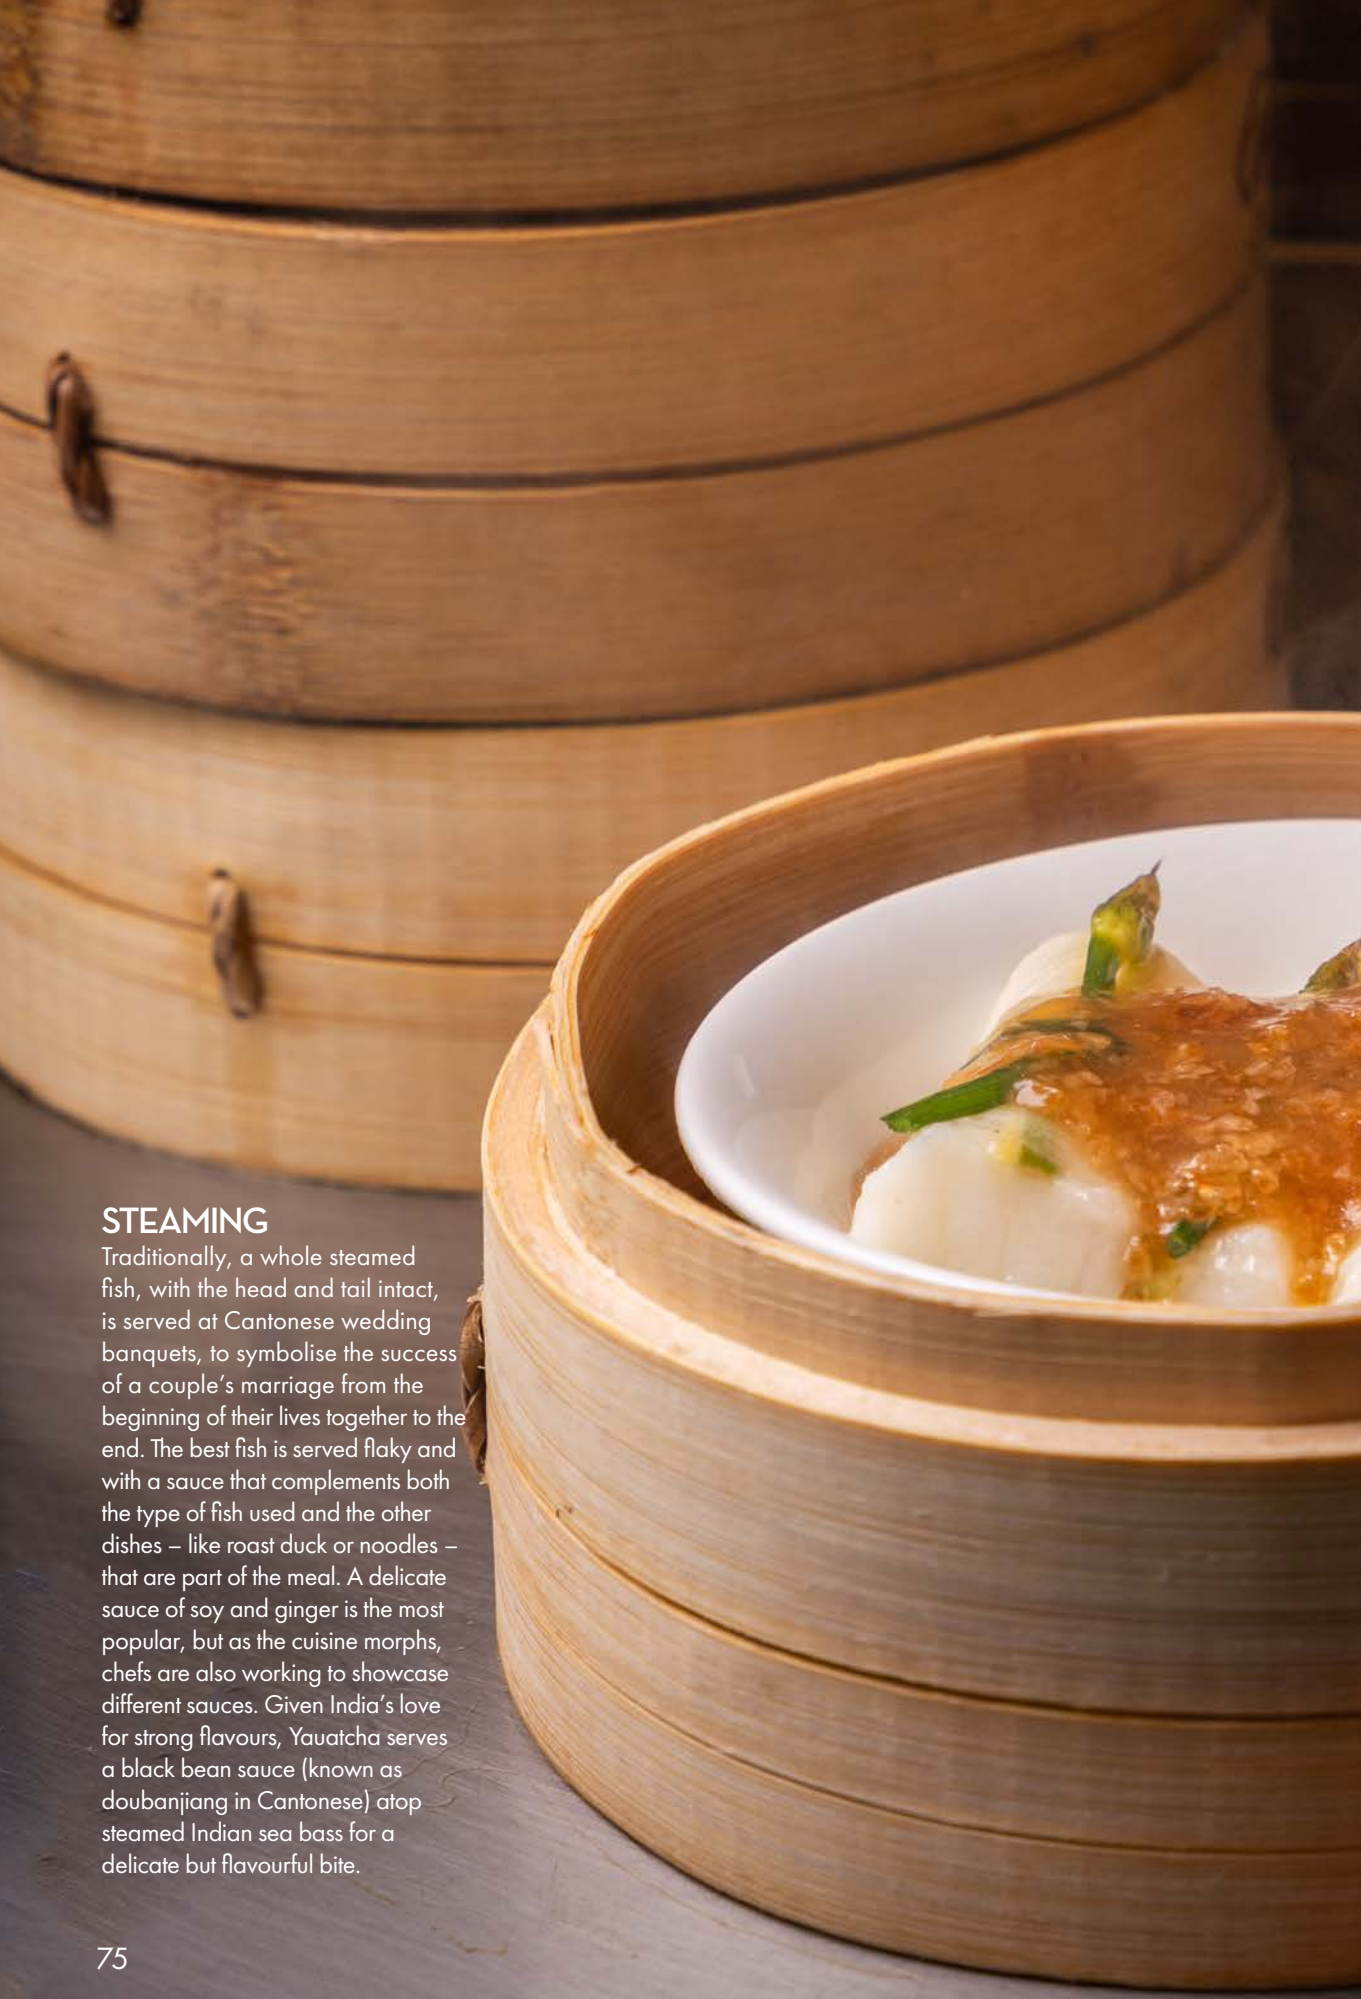 STEAMING
Traditionally, a whole steamed
fish, with the head and tail intact,
is served at Cantonese wedding
banquets, to symbolise the success
of a couple's marriage from the
beginning of their lives together to the
end. The best fish is served flaky and
with a sauce that complements both
the type of fish used and the other
dishes – like roast duck or noodles –
that are part of the meal. A delicate
sauce of soy and ginger is the most
popular, but as the cuisine morphs,
chefs are also working to showcase
different sauces. Given India's love
for strong flavours, Yauatcha serves
a black bean sauce (known as
doubanjiang in Cantonese) atop
steamed Indian sea bass for a
delicate but flavourful bite.
75